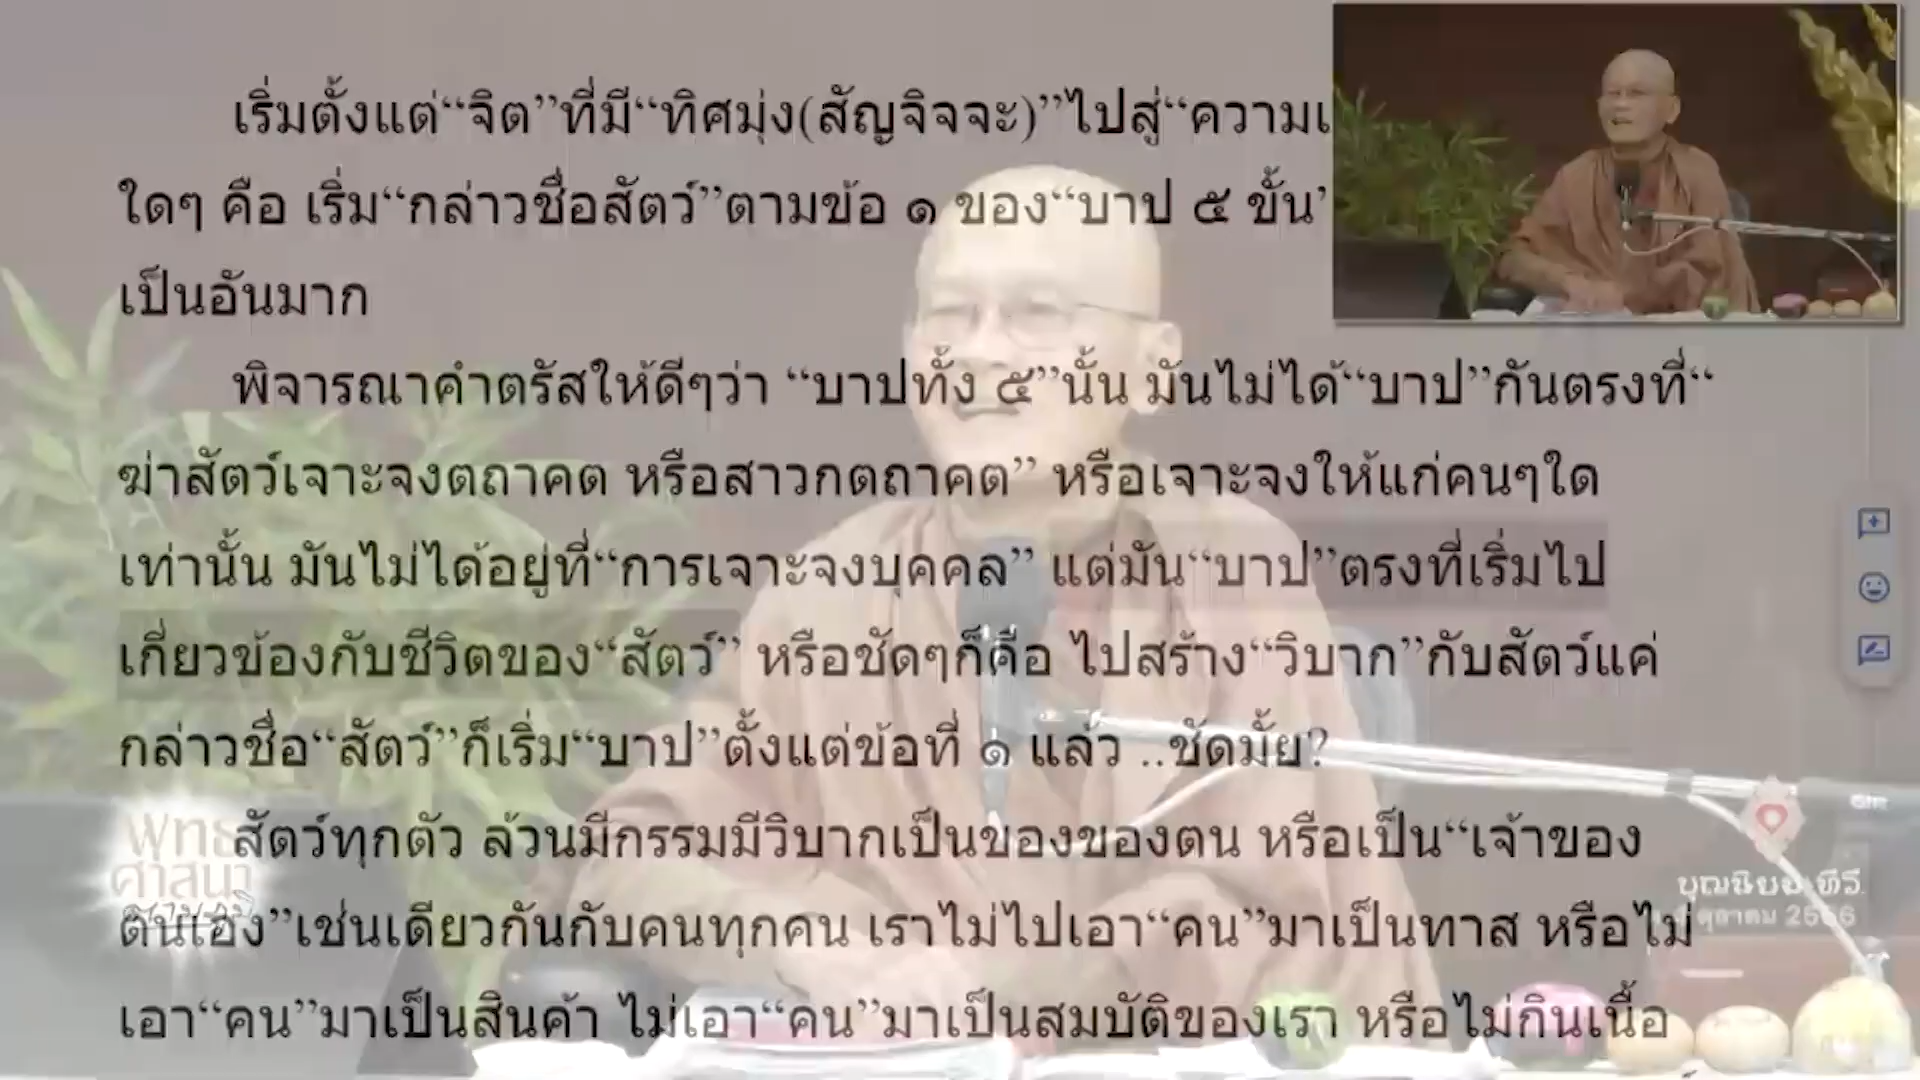 เริ่มตั้งแต่“จิต”ที่มี“ทิศมุ่ง(สัญจิจจะ)”ไปสู่“ความเ
ใดๆ คือ เริ่ม“กล่าวชื่อสัตว์”ตามข้อ ๑ ของ“บาป ๕ ขั้น’
เป็นอันมาก
พิจารณาคำตรัสให้ดีๆว่า “บาปทั้ง ๕”นั้น มันไม่ได้“บาป”กันตรงที่“
ฆ่าสัตว์เจาะจงตถาคต หรือสาวกตถาคต” หรือเจาะจงให้แก่คนๆใด
เท่านั้น มันไม่ได้อยู่ที่“การเจาะจงบุคคล” แต่มัน“บาป”ตรงที่เริ่มไป
เกี่ยวข้องกับชีวิตของ“สัตว์” หรือชัดๆก็คือ ไปสร้าง“วิบาก”กับสัตว์แค่
กล่าวชื่อ“สัตว์”ก็เริ่ม“บาป”ตั้งแต่ข้อที่ ๑ แล้ว ..ชัดมั้ย?
สัตว์ทุกตัว ล้วนมีกรรมมีวิบากเป็นของของตน หรือเป็น“เจ้าของ
ตนเอง”เช่นเดียวกันกับคนทุกคน เราไม่ไปเอา“คน”มาเป็นทาส หรือไม่
เอา“คน”มาเป็นสินค้า ไม่เอา“คน”มาเป็นสมบัติของเรา หรือไม่กินเนื้อ
พุทธ
ศาสนา
บุญนิยม ทีวี
ตุลาคม 2566